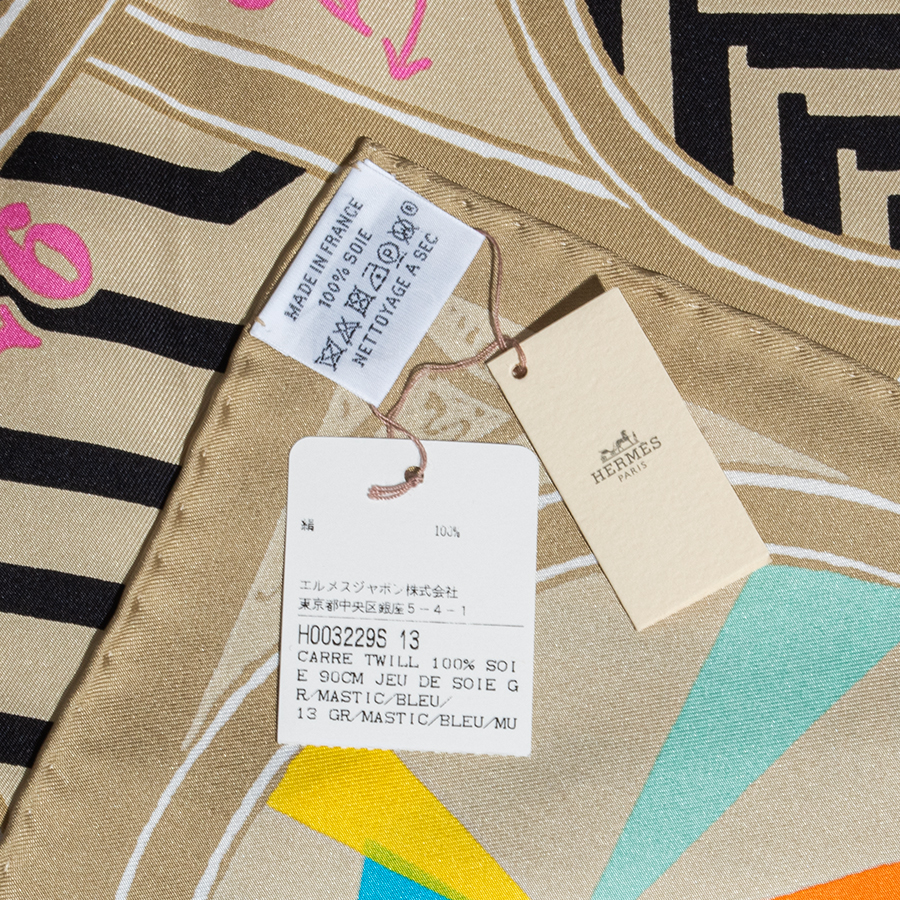 MADE IN FRANCE
100% SOIE
NETTOYAGE A SEC
HERMÈS
PARIS
絹 100%
エルメスジャポン株式会社
東京都中央区銀座5-4-1
H003229S 13
CARRE TWILL 100% SOI
E 90CM JEU DE SOIE G
R/MASTIC/BLEU/
13 GR/MASTIC/BLEU/MU